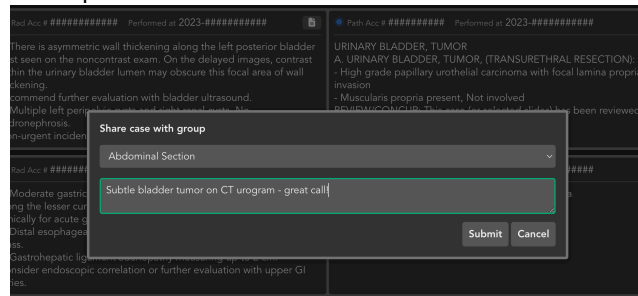 Rad Acc # ############ Performed at 2023-##########
There is asymmetric wall thickening along the left posterior bladder
st seen on the noncontrast exam. On the delayed images, contrast
thin the urinary bladder lumen may obscure this focal area of wall
ckening.
commend further evaluation with bladder ultrasound.
Multiple left peri
dronephrosis.
n-urgent inciden
Path Acc # ########## Performed at 2023-##########
URINARY BLADDER, TUMOR
A. URINARY BLADDER, TUMOR, (TRANSURETHRAL RESECTION):
- High grade papillary urothelial carcinoma with focal lamina propria
invasion
- Muscularis propria present, Not involved
been reviewed
Share case with group
Abdominal Section
Subtle bladder tumor on CT urogram - great call!
Submit Cancel
Rad Acc # #######
Moderate gastric
ng the lesser cur
nically for acute g
Distal esophagea
ss.
Gastrohepatic
nsider endoscopic correlation or further evaluation with upper GI
ries.
#####
a